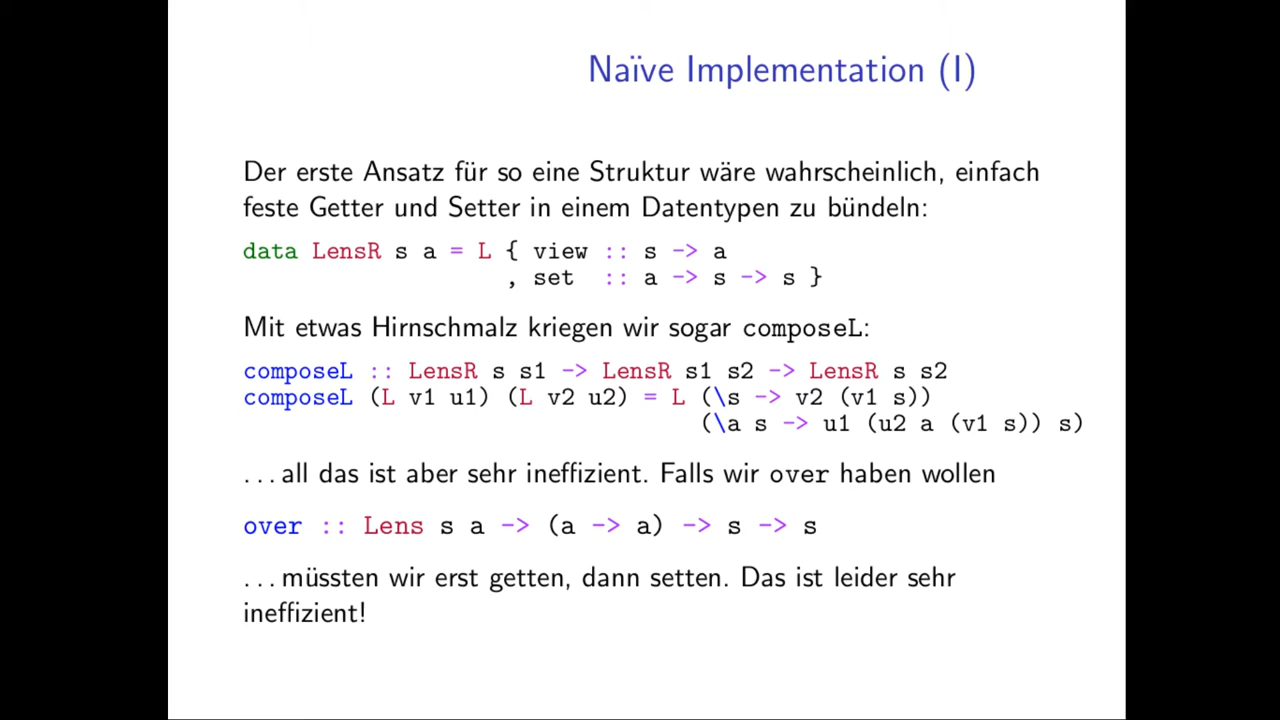 Naïve Implementation (I)
Der erste Ansatz für so eine Struktur wäre wahrscheinlich, einfach
feste Getter und Setter in einem Datentypen zu bündeln:
data LensR s a = L { view :: s -> a
, set :: a -> s -> s }
Mit etwas Hirnschmalz kriegen wir sogar composeL:
composeL :: LensR s s1 -> LensR s1 s2 -> LensR s s2
composeL (L v1 u1) (L v2 u2) = L (\s -> v2 (v1 s))
(\a s -> u1 (u2 a (v1 s)) s)
...all das ist aber sehr ineffizient. Falls wir over haben wollen
over :: Lens s a -> (a -> a) -> s -> s
...müssten wir erst getten, dann setten. Das ist leider sehr
ineffizient!